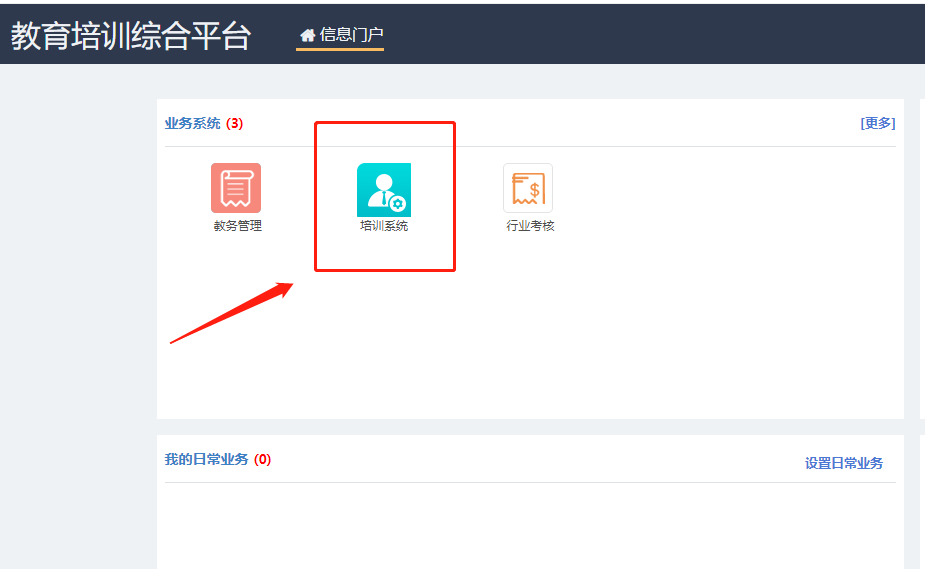 教育培训综合平台
信息门户
业务系统 (3)
[更多]
教务管理
培训系统
行业考核
我的日常业务 (0)
设置日常业务